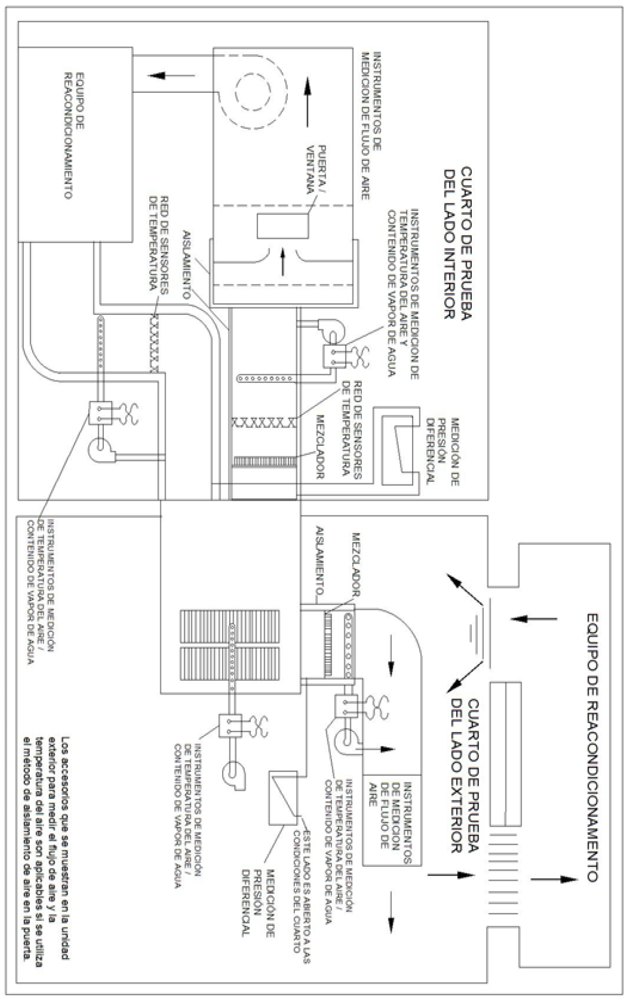 EQUIPO DE REACONDICIONAMENTO
CUARTO DE PRUEBA
DEL LADO INTERIOR
INSTRUMENTOS DE
MEDICION DE FLUJO DE AIRE
PUERTA /
VENTANA
INSTRUMENTOS DE MEDICION DE
TEMPERATURA DEL AIRE Y
CONTENIDO DE VAPOR DE AGUA
MEDICIÓN DE
PRESIÓN
DIFERENCIAL
RED DE SENSORES
DE TEMPERATURA
MEZCLADOR
AISLAMIENTO
RED DE SENSORES
DE TEMPERATURA
EQUIPO DE
REACONDICIONAMIENTO
INSTRUMENTOS DE MEDICIÓN
DE TEMPERATURA DEL AIRE /
CONTENIDO DE VAPOR DE AGUA
CUARTO DE PRUEBA
DEL LADO EXTERIOR
MEZCLADOR
AISLAMIENTO
INSTRUMENTOS
DE MEDICION
DE FLUJO DE
AIRE
INSTRUMENTOS DE MEDICIÓN
DE TEMPERATURA DEL AIRE /
CONTENIDO DE VAPOR DE AGUA
ESTE LADO ES ABIERTO A LAS
CONDICIONES DEL CUARTO
MEDICIÓN DE
PRESIÓN
DIFERENCIAL
INSTRUMENTOS DE MEDICIÓN
DE TEMPERATURA DEL AIRE /
CONTENIDO DE VAPOR DE AGUA
Los accesorios que se muestran en la unidad
exterior para medir el flujo de aire y la
temperatura del aire son aplicables si se utiliza
el método de aislamiento de aire en la puerta.